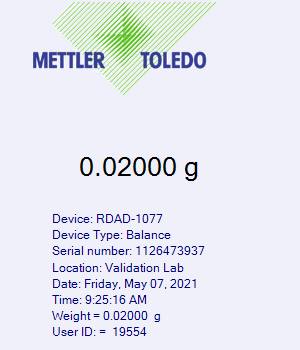 METTLER TOLEDO
0.02000 g
Device: RDAD-1077
Device Type: Balance
Serial number: 1126473937
Location: Validation Lab
Date: Friday, May 07, 2021
Time: 9:25:16 AM
Weight = 0.02000  g
User ID: =  19554